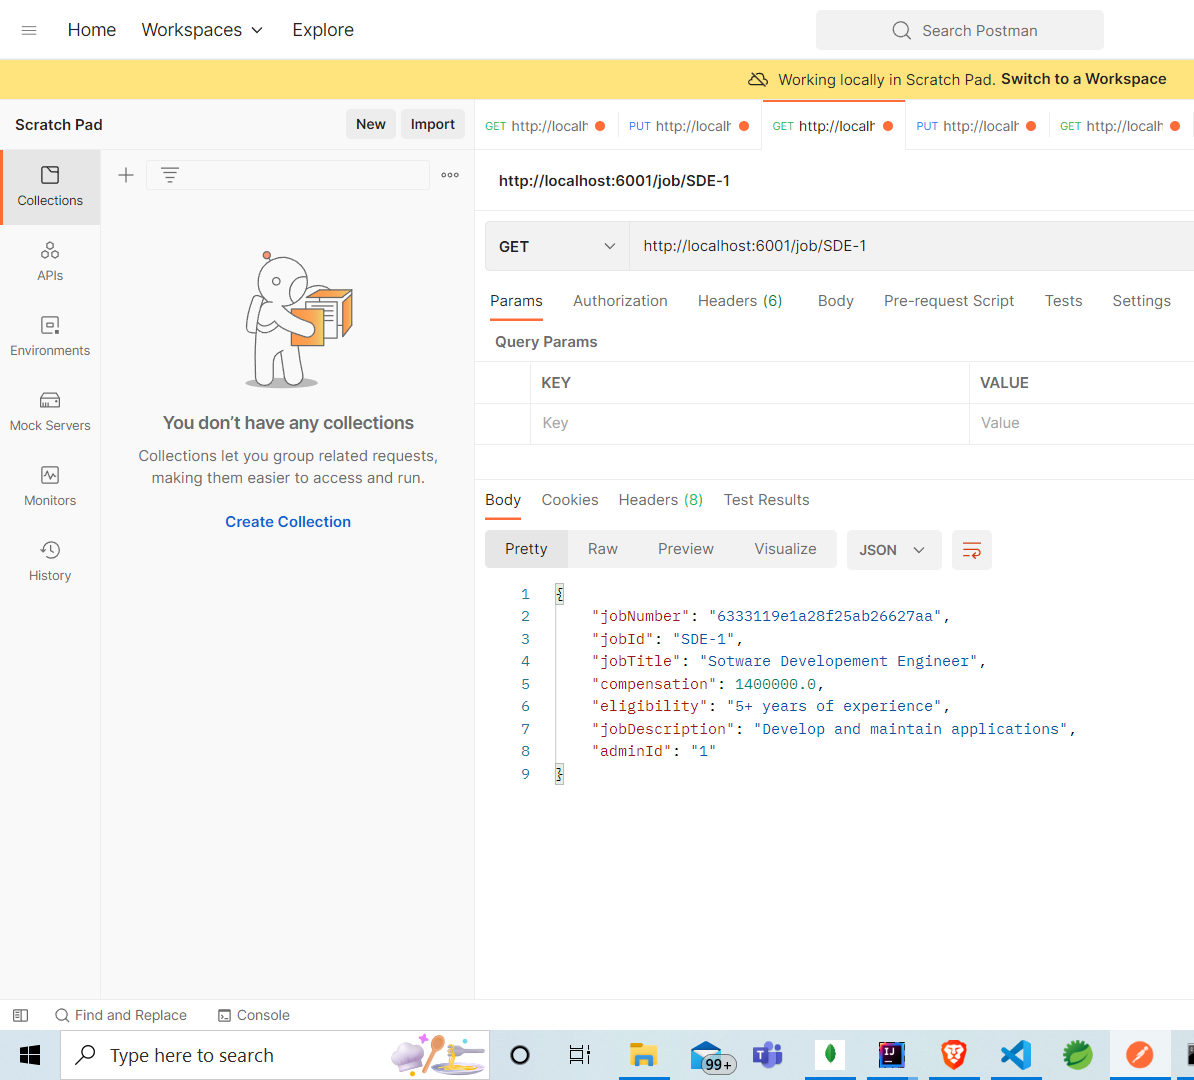 Home Workspaces Explore Search Postman
Working locally in Scratch Pad. Switch to a Workspace
Scratch Pad New Import
GET http://localh PUT http://localh GET http://localh PUT http://localh GET http://localh
Collections
APIs
Environments
Mock Servers
Monitors
History
You don’t have any collections
Collections let you group related requests,
making them easier to access and run.
Create Collection
http://localhost:6001/job/SDE-1
GET http://localhost:6001/job/SDE-1
Params Authorization Headers (6) Body Pre-request Script Tests Settings
Query Params
KEY VALUE
Key Value
Body Cookies Headers (8) Test Results
Pretty Raw Preview Visualize JSON
1 {
2 "jobNumber": "6333119e1a28f25ab26627aa",
3 "jobId": "SDE-1",
4 "jobTitle": "Sotware Developement Engineer",
5 "compensation": 1400000.0,
6 "eligibility": "5+ years of experience",
7 "jobDescription": "Develop and maintain applications",
8 "adminId": "1"
9 }
Find and Replace Console
Type here to search 99+ T IJ